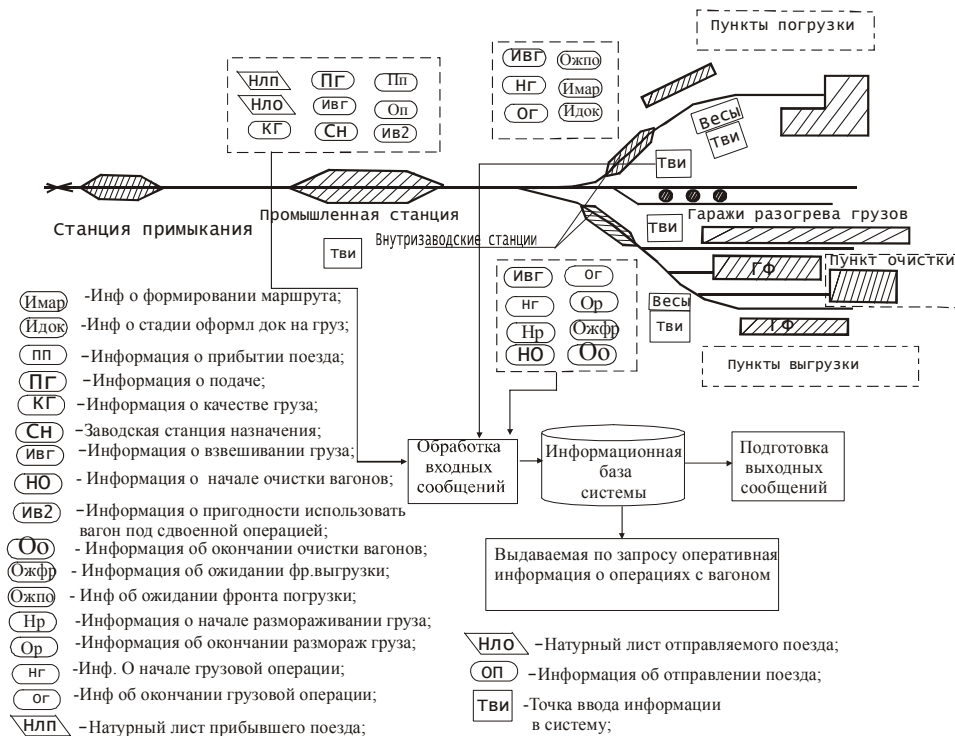 Пункты погрузки
Ивг Ожпо
нг Имар
ог Идок
Нлп Пг Пп
Нло Ивг Оп
КГ Сн Ив2
Весы
Тви
Тви
Станция примыкания
Промышленная станция
Внутризаводские станции
Тви
Тви
Гаражи разогрева грузов
ГФ
Пункт очистки
Весы
Тви
ГФ
Пункты выгрузки
Ивг ог
нг Ор
Нр Ожфр
НО Оо
Имар -Инф о формировании маршрута;
Идок -Инф о стадии оформл док на груз;
пп -Информация о прибытии поезда;
Пг -Информация о подаче;
КГ -Информация о качестве груза;
Сн -Заводская станция назначения;
Ивг -Информация о взвешивании груза;
НО - Информация о начале очистки вагонов;
Ив2 -Информация о пригодности использовать
вагон под сдвоенной операцией;
Оо - Информация об окончании очистки вагонов;
Ожфр - Информация об ожидании фр.выгрузки;
Ожпо - Инф об ожидании фронта погрузки;
Нр -Информация о начале размораживании груза;
Ор -Информация об окончании размораж груза;
нг -Инф. О начале грузовой операции;
ог -Инф об окончании грузовой операции;
Нлп -Натурный лист прибывшего поезда;
Обработка
входных
сообщений
Информационная
база
системы
Подготовка
выходных
сообщений
Выдаваемая по запросу оперативная
информация о операциях с вагоном
Нло -Натурный лист отправляемого поезда;
оп -Информация об отправлении поезда;
Тви -Точка ввода информации
в систему;